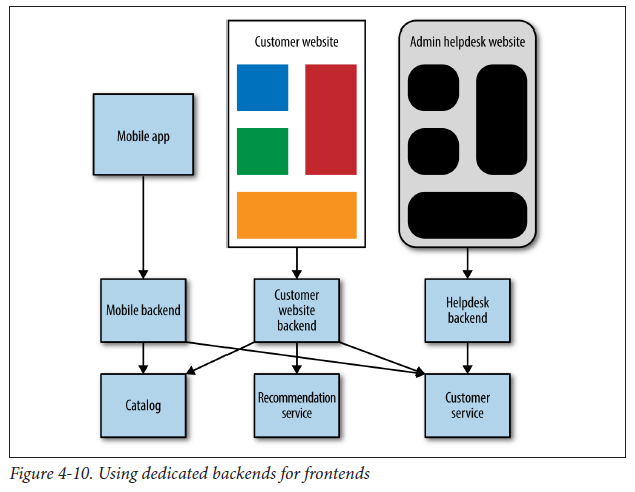 Customer website
Admin helpdesk website
Mobile app
Mobile backend
Customer
website
backend
Helpdesk
backend
Catalog
Recommendation
service
Customer
service
Figure 4-10. Using dedicated backends for frontends